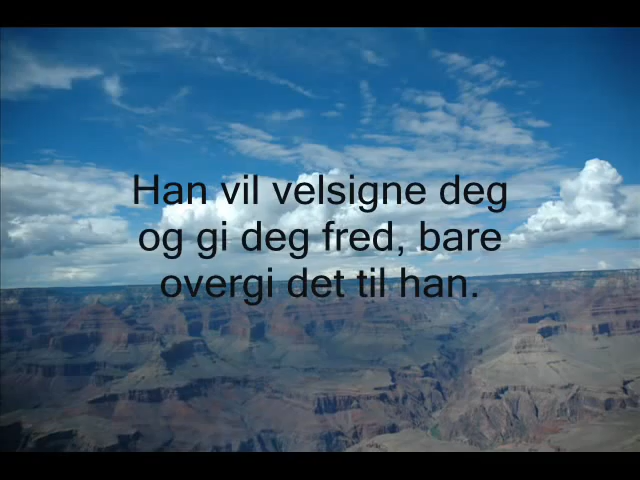 Han vil velsigne deg
og gi deg fred, bare
overgi det til han.